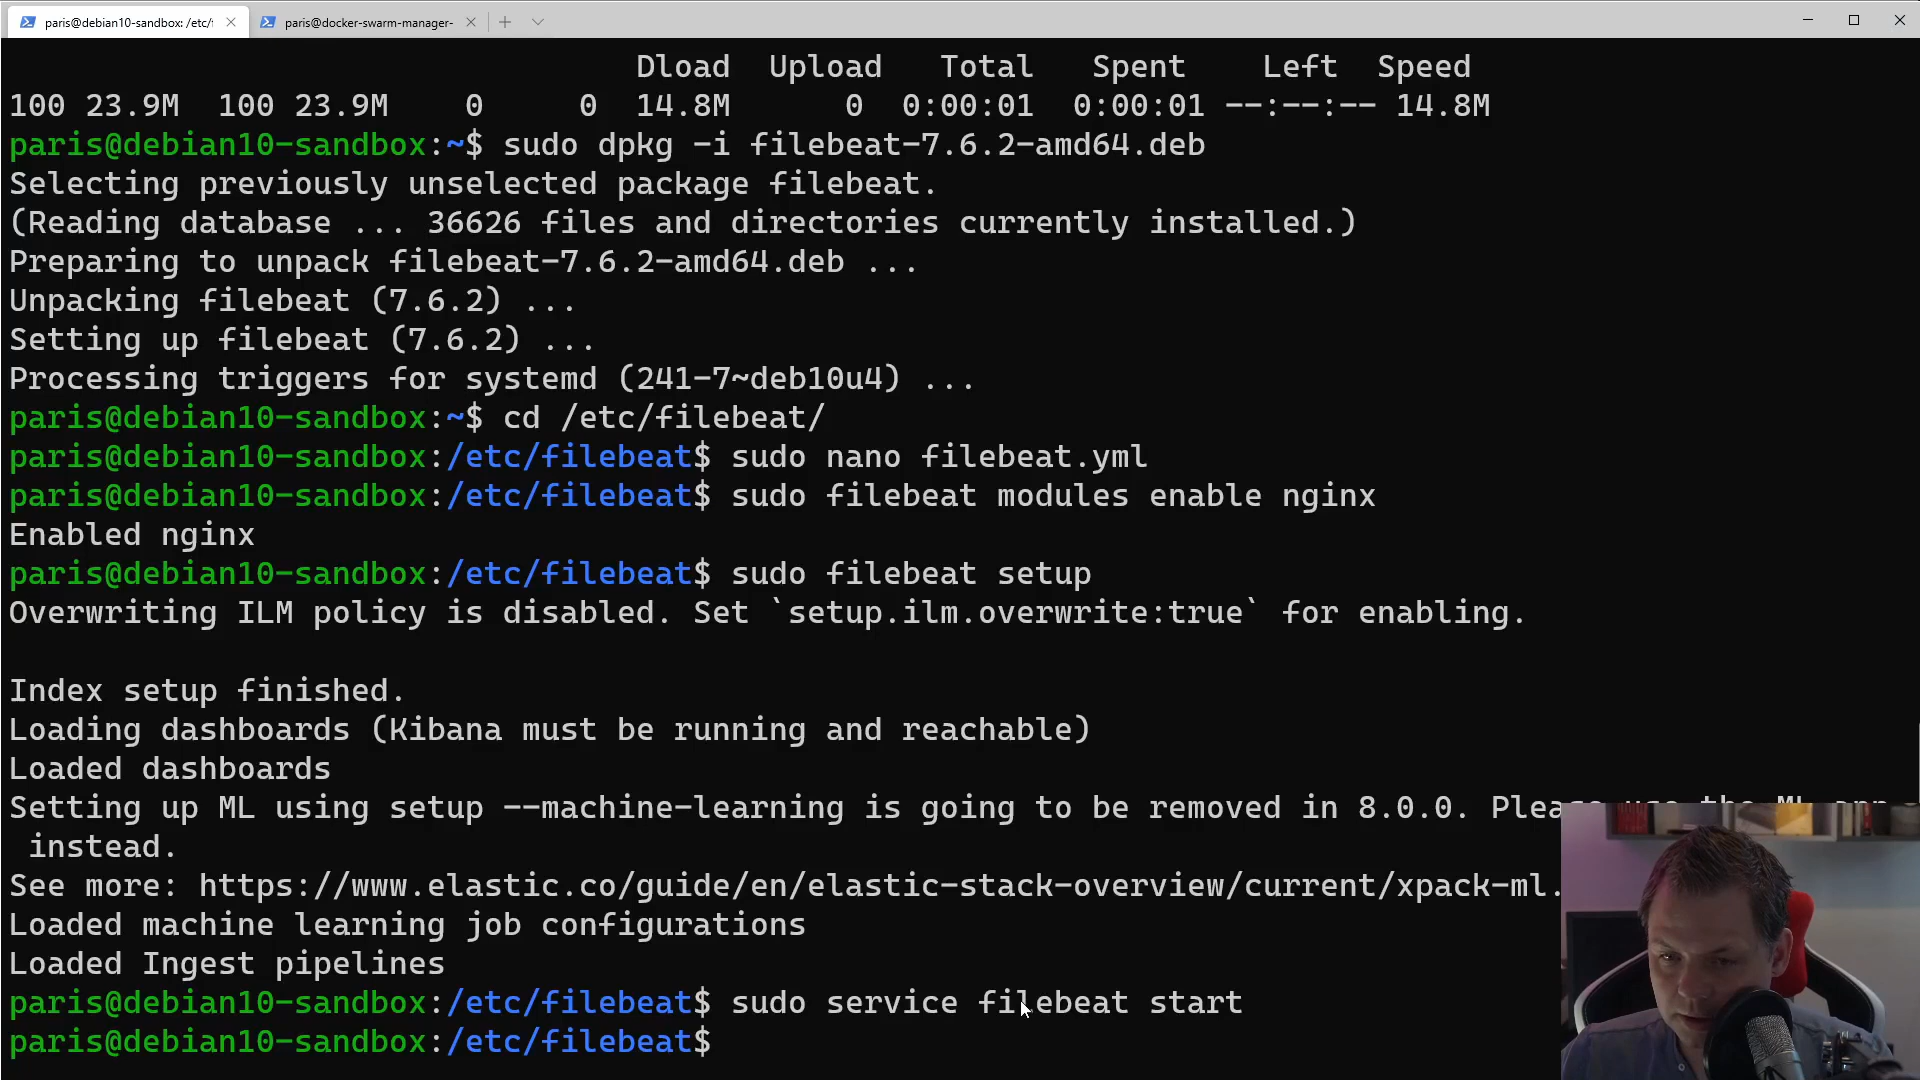 paris@debian10-sandbox: /etc/f
paris@docker-swarm-manager-
Dload Upload Total Spent Left Speed
100 23.9M 100 23.9M 0 0 14.8M 0 0:00:01 0:00:01 --:--:-- 14.8M
paris@debian10-sandbox:~$ sudo dpkg -i filebeat-7.6.2-amd64.deb
Selecting previously unselected package filebeat.
(Reading database ... 36626 files and directories currently installed.)
Preparing to unpack filebeat-7.6.2-amd64.deb ...
Unpacking filebeat (7.6.2) ...
Setting up filebeat (7.6.2) ...
Processing triggers for systemd (241-7~deb10u4) ...
paris@debian10-sandbox:~$ cd /etc/filebeat/
paris@debian10-sandbox:/etc/filebeat$ sudo nano filebeat.yml
paris@debian10-sandbox:/etc/filebeat$ sudo filebeat modules enable nginx
Enabled nginx
paris@debian10-sandbox:/etc/filebeat$ sudo filebeat setup
Overwriting ILM policy is disabled. Set `setup.ilm.overwrite:true` for enabling.
Index setup finished.
Loading dashboards (Kibana must be running and reachable)
Loaded dashboards
Setting up ML using setup --machine-learning is going to be removed in 8.0.0. Please use the ML app
instead.
See more: https://www.elastic.co/guide/en/elastic-stack-overview/current/xpack-ml.
Loaded machine learning job configurations
Loaded Ingest pipelines
paris@debian10-sandbox:/etc/filebeat$ sudo service filebeat start
paris@debian10-sandbox:/etc/filebeat$